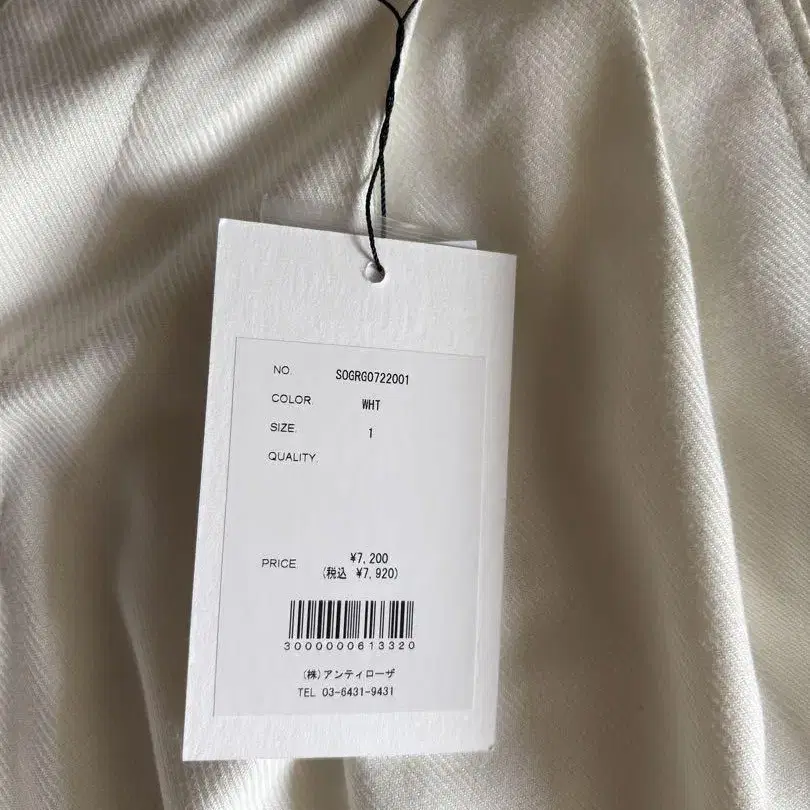 NO. SOGRG0722001
COLOR. WHT
SIZE. 1
QUALITY.
PRICE ¥7,200
(税込 ¥7,920)
3000000613320
(株)アンティローザ
TEL 03-6431-9431